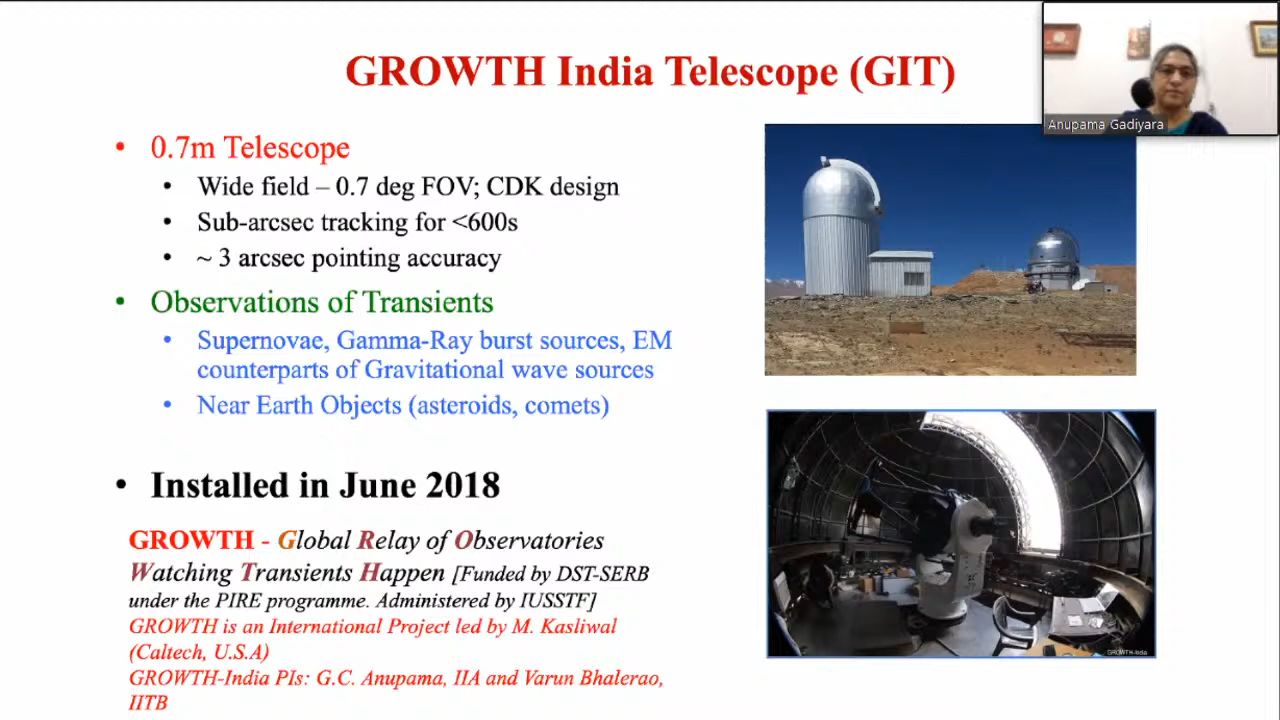 GROWTH India Telescope (GIT)
Anupama Gadiyara
• 0.7m Telescope
• Wide field – 0.7 deg FOV; CDK design
• Sub-arcsec tracking for <600s
• ~ 3 arcsec pointing accuracy
• Observations of Transients
• Supernovae, Gamma-Ray burst sources, EM
counterparts of Gravitational wave sources
• Near Earth Objects (asteroids, comets)
• Installed in June 2018
GROWTH - Global Relay of Observatories
Watching Transients Happen [Funded by DST-SERB
under the PIRE programme. Administered by IUSSTF]
GROWTH is an International Project led by M. Kasliwal
(Caltech, U.S.A)
GROWTH-India PIs: G.C. Anupama, IIA and Varun Bhalerao,
IITB
GROWTH-India